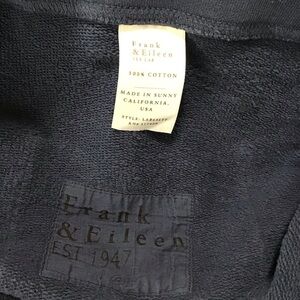 Frank
& Eileen
100% COTTON
MADE IN SUNNY
CALIFORNIA,
USA
Frank
& Eileen
EST 1947